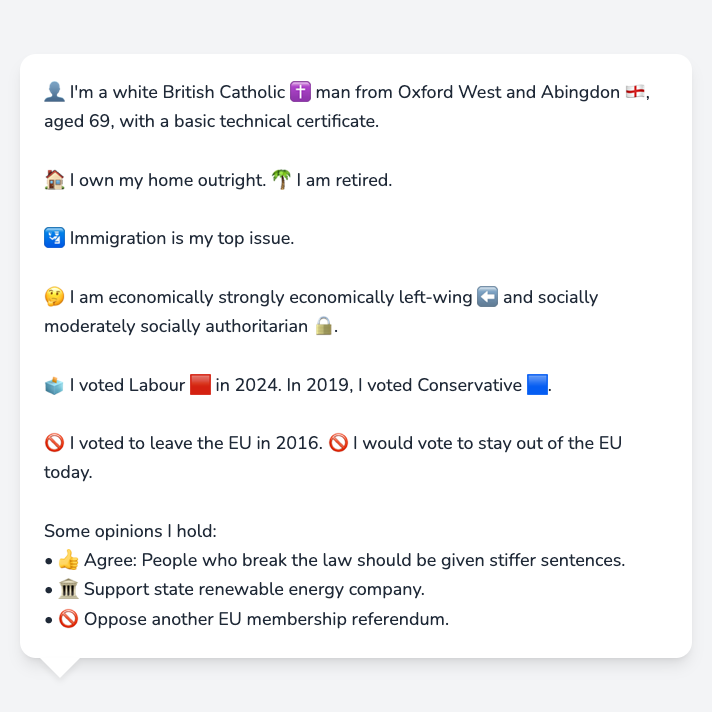 👤 I'm a white British Catholic ✝️ man from Oxford West and Abingdon 🏴󠁧󠁢󠁥󠁮󠁧󠁿,
aged 69, with a basic technical certificate.
🏠 I own my home outright. 🌴 I am retired.
🛂 Immigration is my top issue.
🤔 I am economically strongly economically left-wing ⬅️ and socially
moderately socially authoritarian 🔒.
🗳️ I voted Labour 🟥 in 2024. In 2019, I voted Conservative 🟦.
🚫 I voted to leave the EU in 2016. 🚫 I would vote to stay out of the EU
today.
Some opinions I hold:
• 👍 Agree: People who break the law should be given stiffer sentences.
• 🏛️ Support state renewable energy company.
• 🚫 Oppose another EU membership referendum.